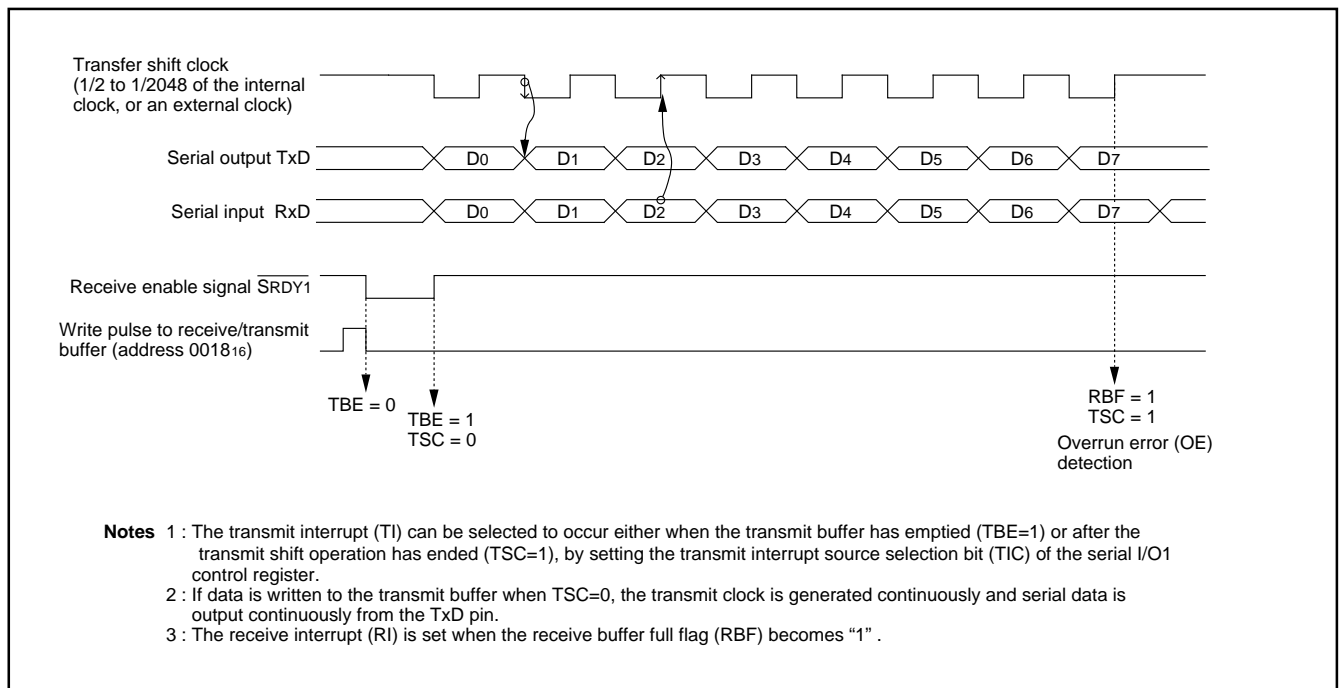 Transfer shift clock
(1/2 to 1/2048 of the internal
clock, or an external clock)
Serial output TxD D0 D1 D2 D3 D4 D5 D6 D7
Serial input RxD D0 D1 D2 D3 D4 D5 D6 D7
Receive enable signal SRDY1
Write pulse to receive/transmit
buffer (address 001816)
TBE = 0
TBE = 1
TSC = 0
RBF = 1
TSC = 1
Overrun error (OE)
detection
Notes 1 : The transmit interrupt (TI) can be selected to occur either when the transmit buffer has emptied (TBE=1) or after the
transmit shift operation has ended (TSC=1), by setting the transmit interrupt source selection bit (TIC) of the serial I/O1
control register.
2 : If data is written to the transmit buffer when TSC=0, the transmit clock is generated continuously and serial data is
output continuously from the TxD pin.
3 : The receive interrupt (RI) is set when the receive buffer full flag (RBF) becomes “1” .